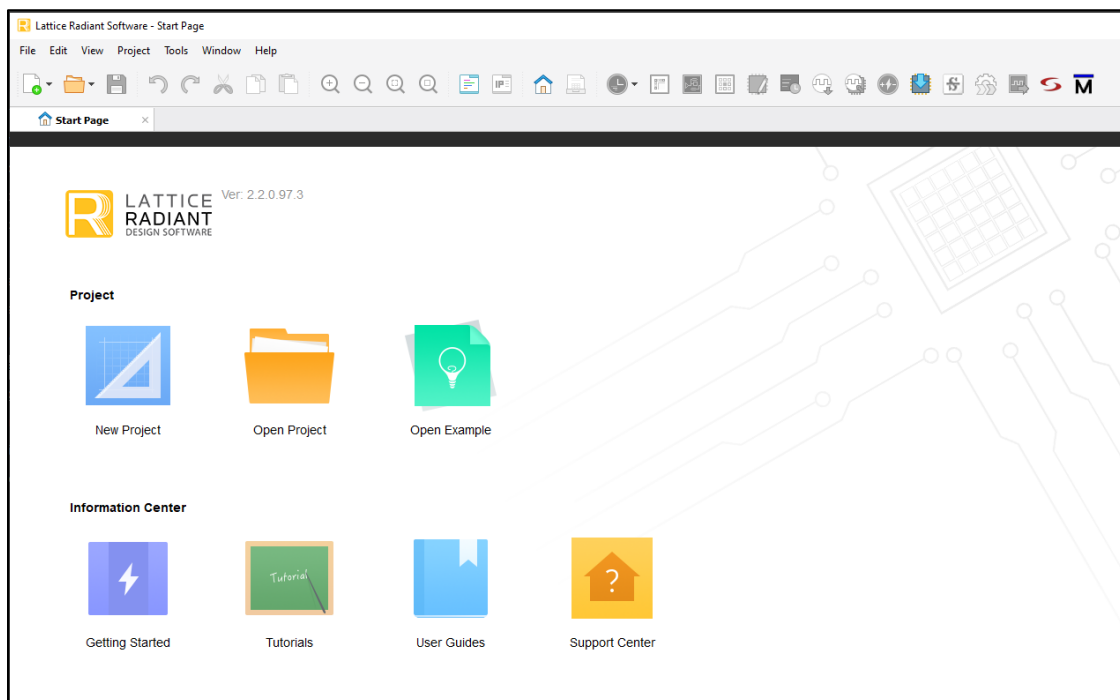 Lattice Radiant Software - Start Page
File Edit View Project Tools Window Help
IP
M
Start Page
R LATTICE Ver: 2.2.0.97.3
RADIANT
DESIGN SOFTWARE
Project
New Project Open Project Open Example
Information Center
Tutorial ?
Getting Started Tutorials User Guides Support Center